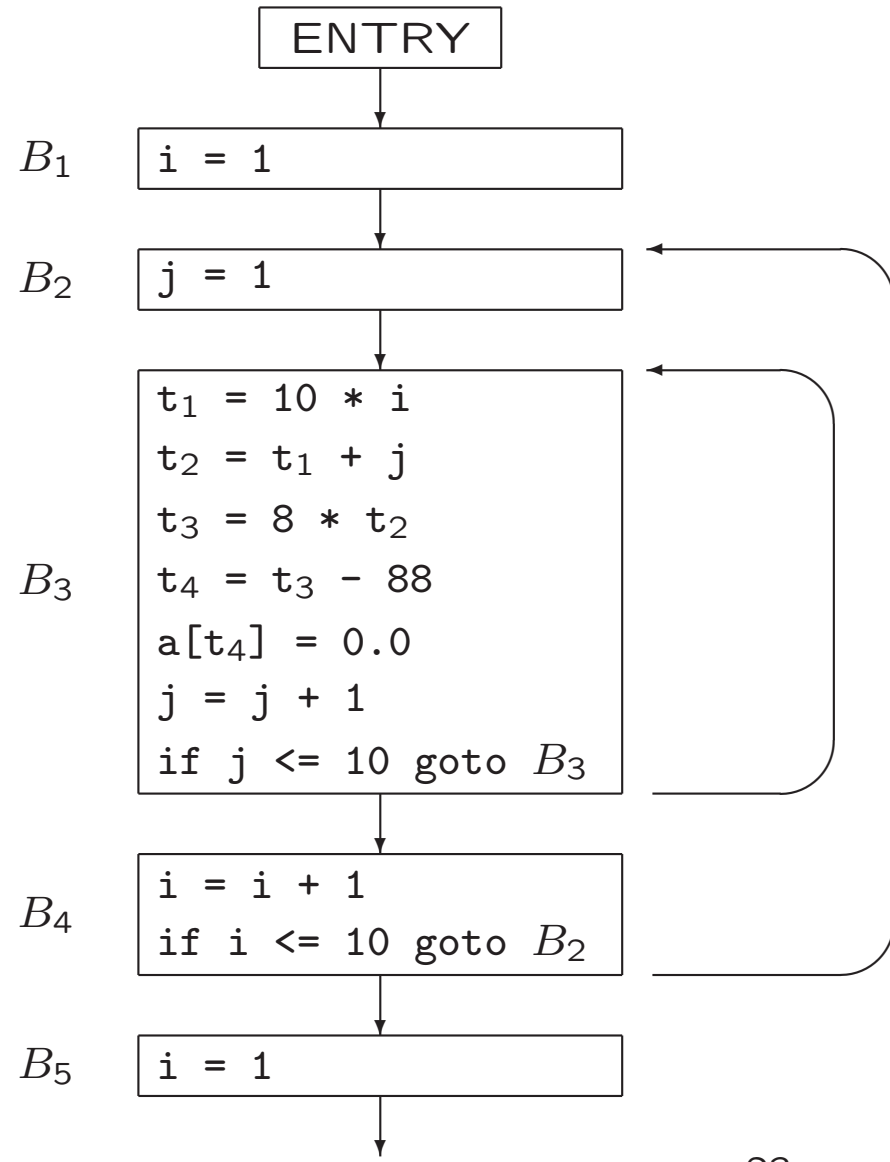 ENTRY
B₁ i = 1
B₂ j = 1
t₁ = 10 * i
t₂ = t₁ + j
t₃ = 8 * t₂
B₃ t₄ = t₃ - 88
a[t₄] = 0.0
j = j + 1
if j <= 10 goto B₃
i = i + 1
B₄ if i <= 10 goto B₂
B₅ i = 1